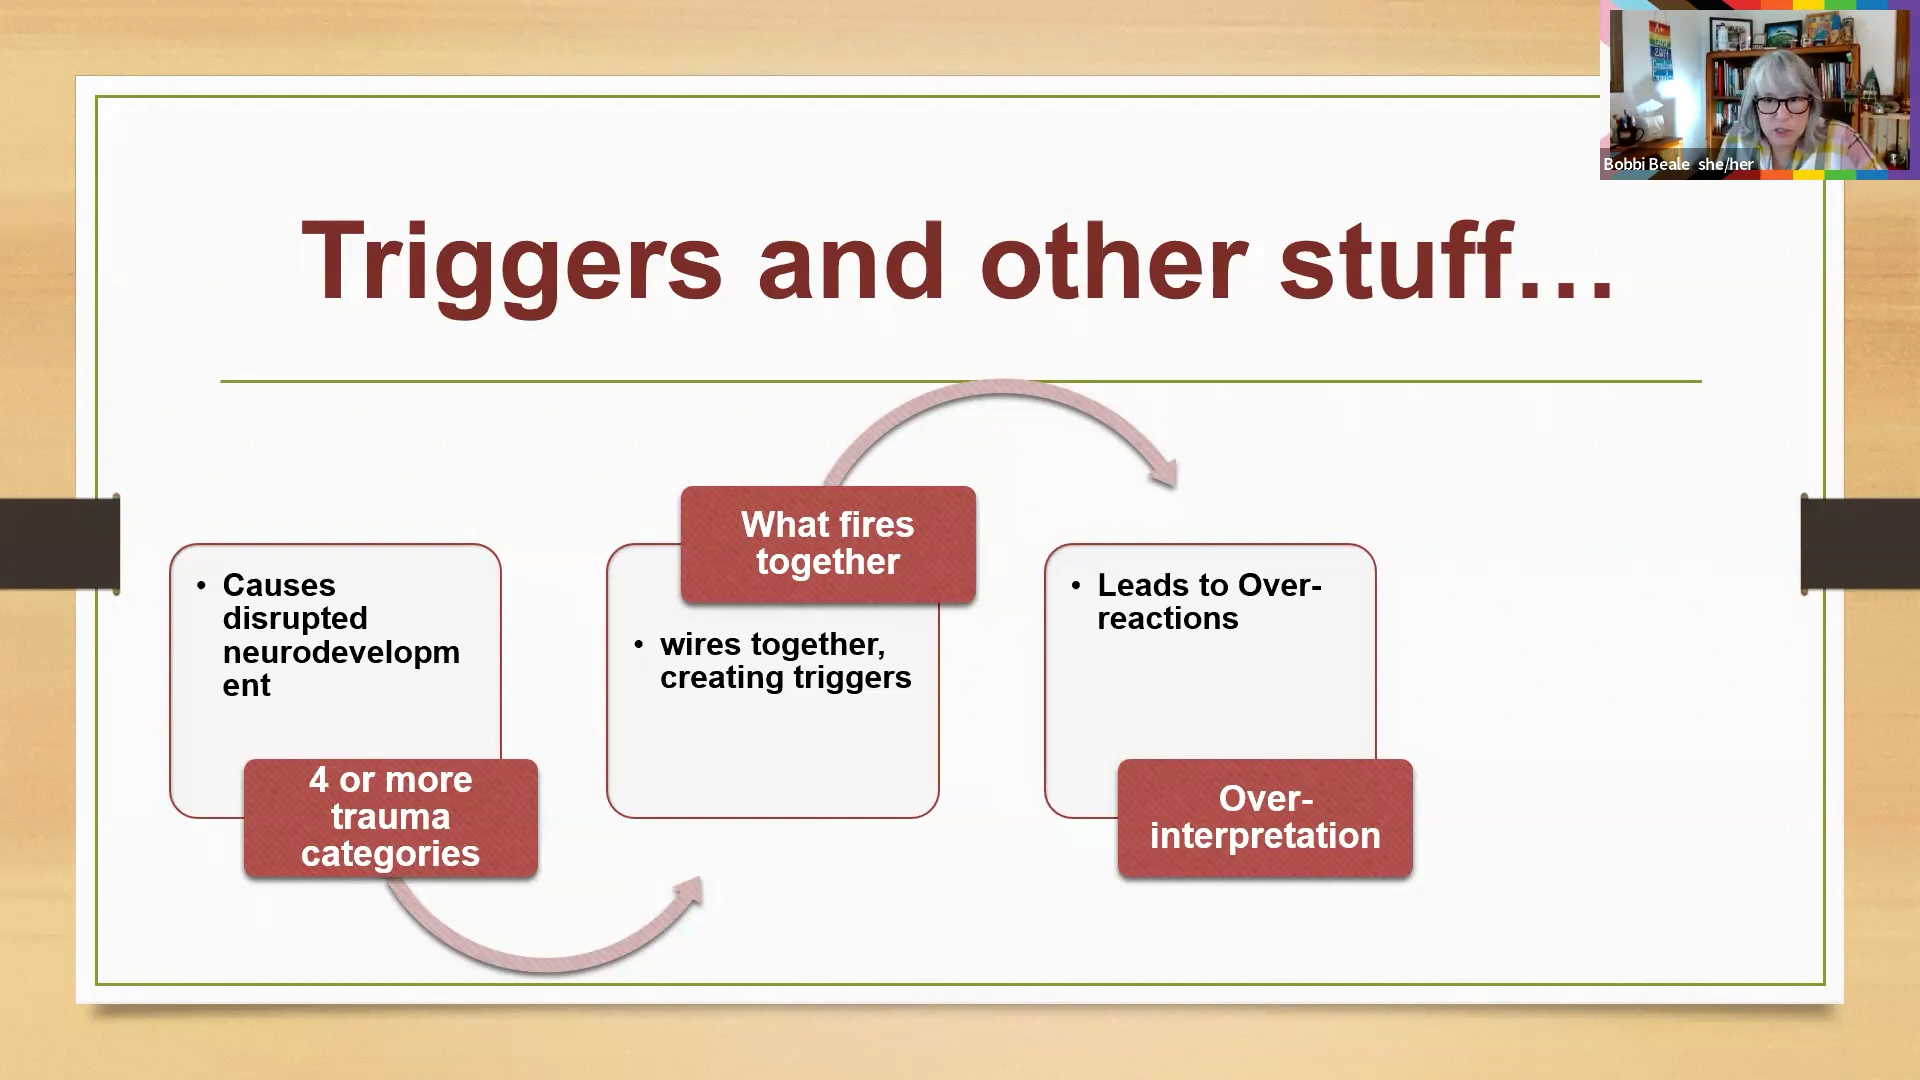 Bobbi Beale she/her
Triggers and other stuff…
• Causes
disrupted
neurodevelopm
ent
4 or more
trauma
categories
What fires
together
• wires together,
creating triggers
• Leads to Over-
reactions
Over-
interpretation